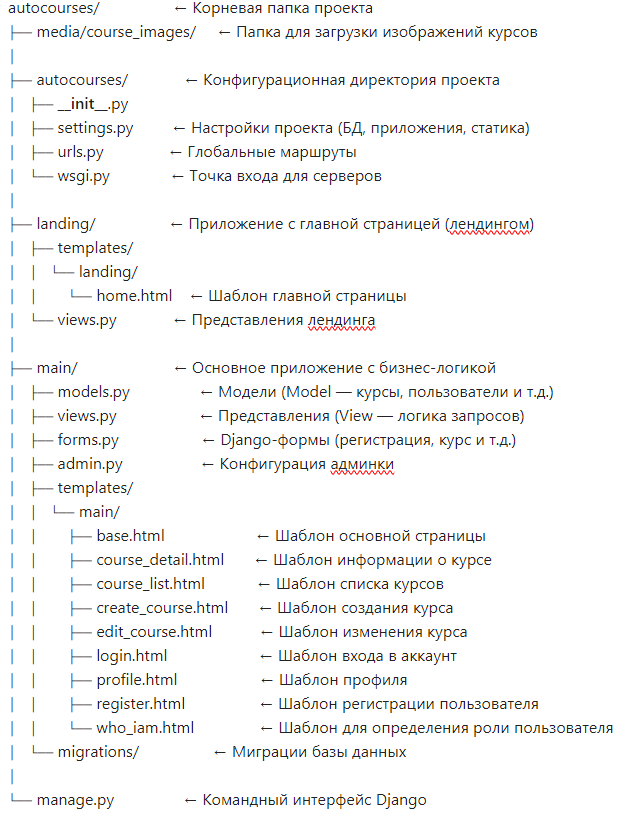 autocourses/ ← Корневая папка проекта
├── media/course_images/ ← Папка для загрузки изображений курсов
│
├── autocourses/ ← Конфигурационная директория проекта
│ ├── __init__.py
│ ├── settings.py ← Настройки проекта (БД, приложения, статика)
│ ├── urls.py ← Глобальные маршруты
│ └── wsgi.py ← Точка входа для серверов
│
├── landing/ ← Приложение с главной страницей (лендингом)
│ ├── templates/
│ │ └── landing/
│ │ └── home.html ← Шаблон главной страницы
│ └── views.py ← Представления лендинга
│
├── main/ ← Основное приложение с бизнес-логикой
│ ├── models.py ← Модели (Model — курсы, пользователи и т.д.)
│ ├── views.py ← Представления (View — логика запросов)
│ ├── forms.py ← Django-формы (регистрация, курс и т.д.)
│ ├── admin.py ← Конфигурация админки
│ ├── templates/
│ │ └── main/
│ │ ├── base.html ← Шаблон основной страницы
│ │ ├── course_detail.html ← Шаблон информации о курсе
│ │ ├── course_list.html ← Шаблон списка курсов
│ │ ├── create_course.html ← Шаблон создания курса
│ │ ├── edit_course.html ← Шаблон изменения курса
│ │ ├── login.html ← Шаблон входа в аккаунт
│ │ ├── profile.html ← Шаблон профиля
│ │ ├── register.html ← Шаблон регистрации пользователя
│ │ └── who_iam.html ← Шаблон для определения роли пользователя
│ └── migrations/ ← Миграции базы данных
│
└── manage.py ← Командный интерфейс Django